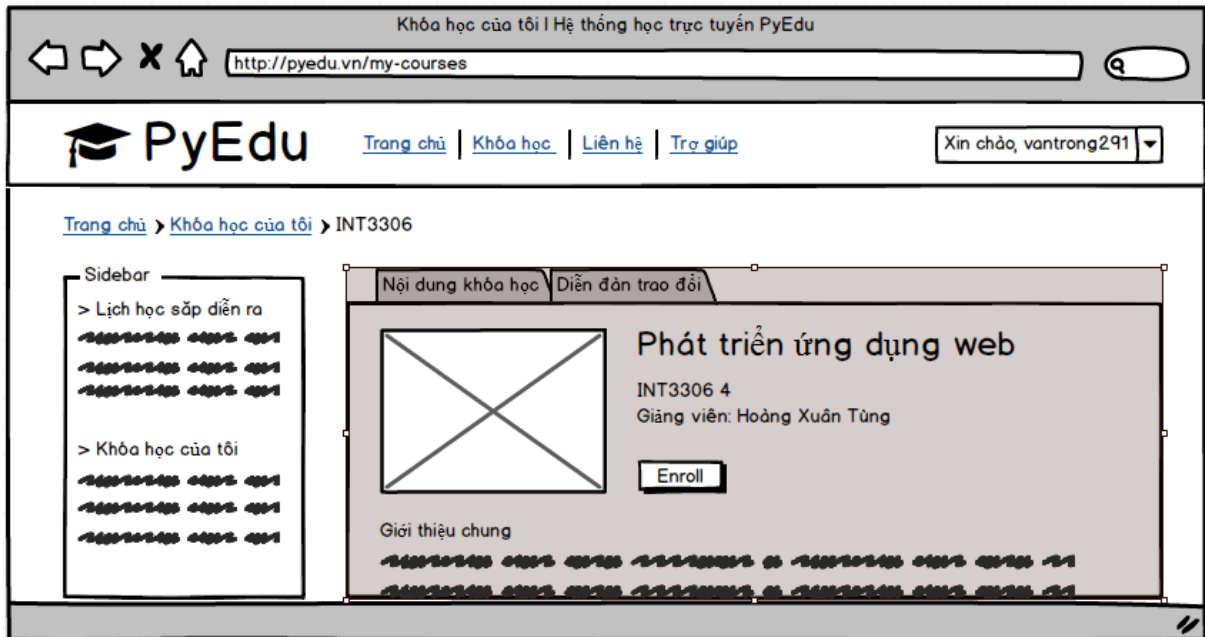 Khóa học của tôi | Hệ thống học trực tuyến PyEdu
http://pyedu.vn/my-courses
PyEdu
Trang chủ | Khóa học | Liên hệ | Trợ giúp
Xin chào, vantrong291
Trang chủ > Khóa học của tôi > INT3306
Sidebar
> Lịch học sắp diễn ra
> Khóa học của tôi
Nội dung khóa học
Diễn đàn trao đổi
Phát triển ứng dụng web
INT3306 4
Giảng viên: Hoàng Xuân Tùng
Enroll
Giới thiệu chung